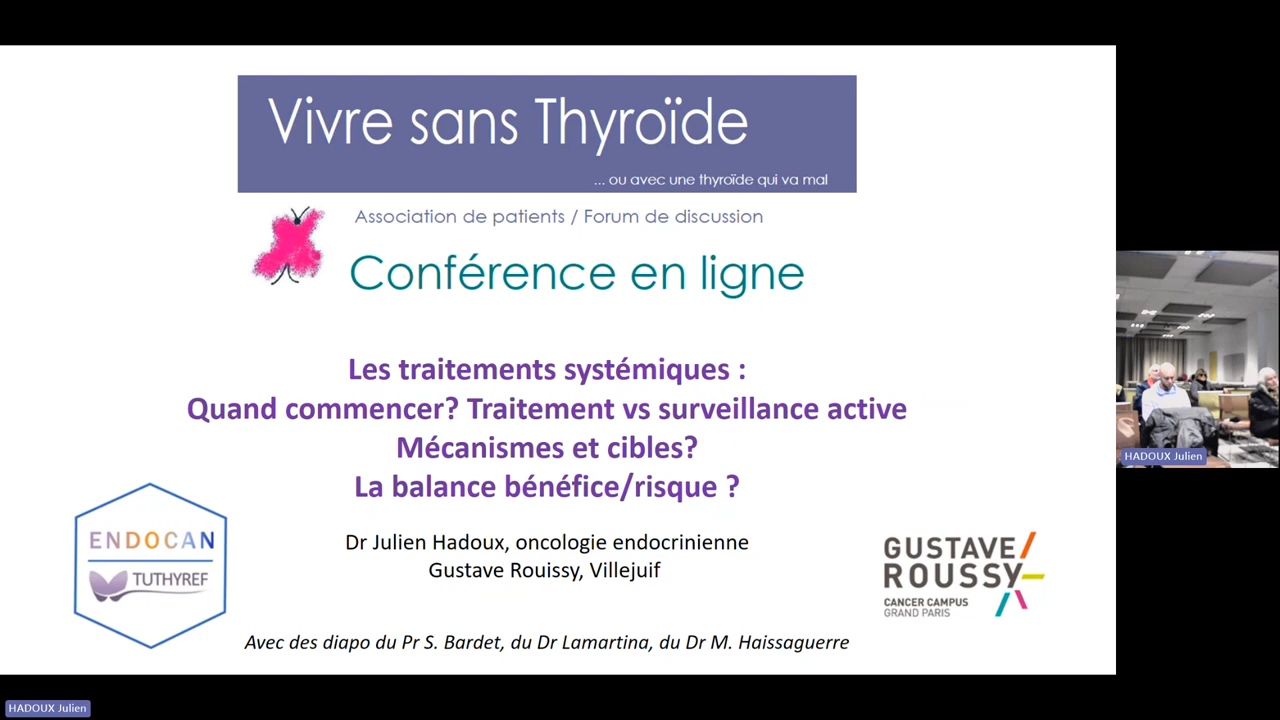 Vivre sans Thyroïde
... ou avec une thyroïde qui va mal
Association de patients / Forum de discussion
Conférence en ligne
Les traitements systémiques :
Quand commencer? Traitement vs surveillance active
Mécanismes et cibles?
La balance bénéfice/risque ?
ENDOCAN
TUTHYREF
Dr Julien Hadoux, oncologie endocrinienne
Gustave Rouissy, Villejuif
GUSTAVE/
ROUSSY
CANCER CAMPUS
GRAND PARIS
Avec des diapo du Pr S. Bardet, du Dr Lamartina, du Dr M. Haissaguerre
HADOUX Julien
HADOUX Julien